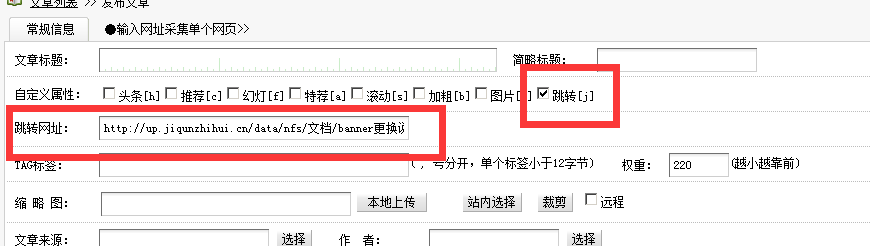 文章列表 >> 发布文章
常规信息 ●输入网址采集单个网页>>
文章标题： 简略标题：
自定义属性： 头条[h] 推荐[c] 幻灯[f] 特荐[a] 滚动[s] 加粗[b] 图片[ ] 跳转[j]
跳转网址： http://up.jiqunzhihui.cn/data/nfs/文档/banner更换
TAG标签： (，号分开，单个标签小于12字节) 权重： 220 (越小越靠前)
缩 略 图： 本地上传 站内选择 裁剪 远程
文章来源： 选择 作 者： 选择